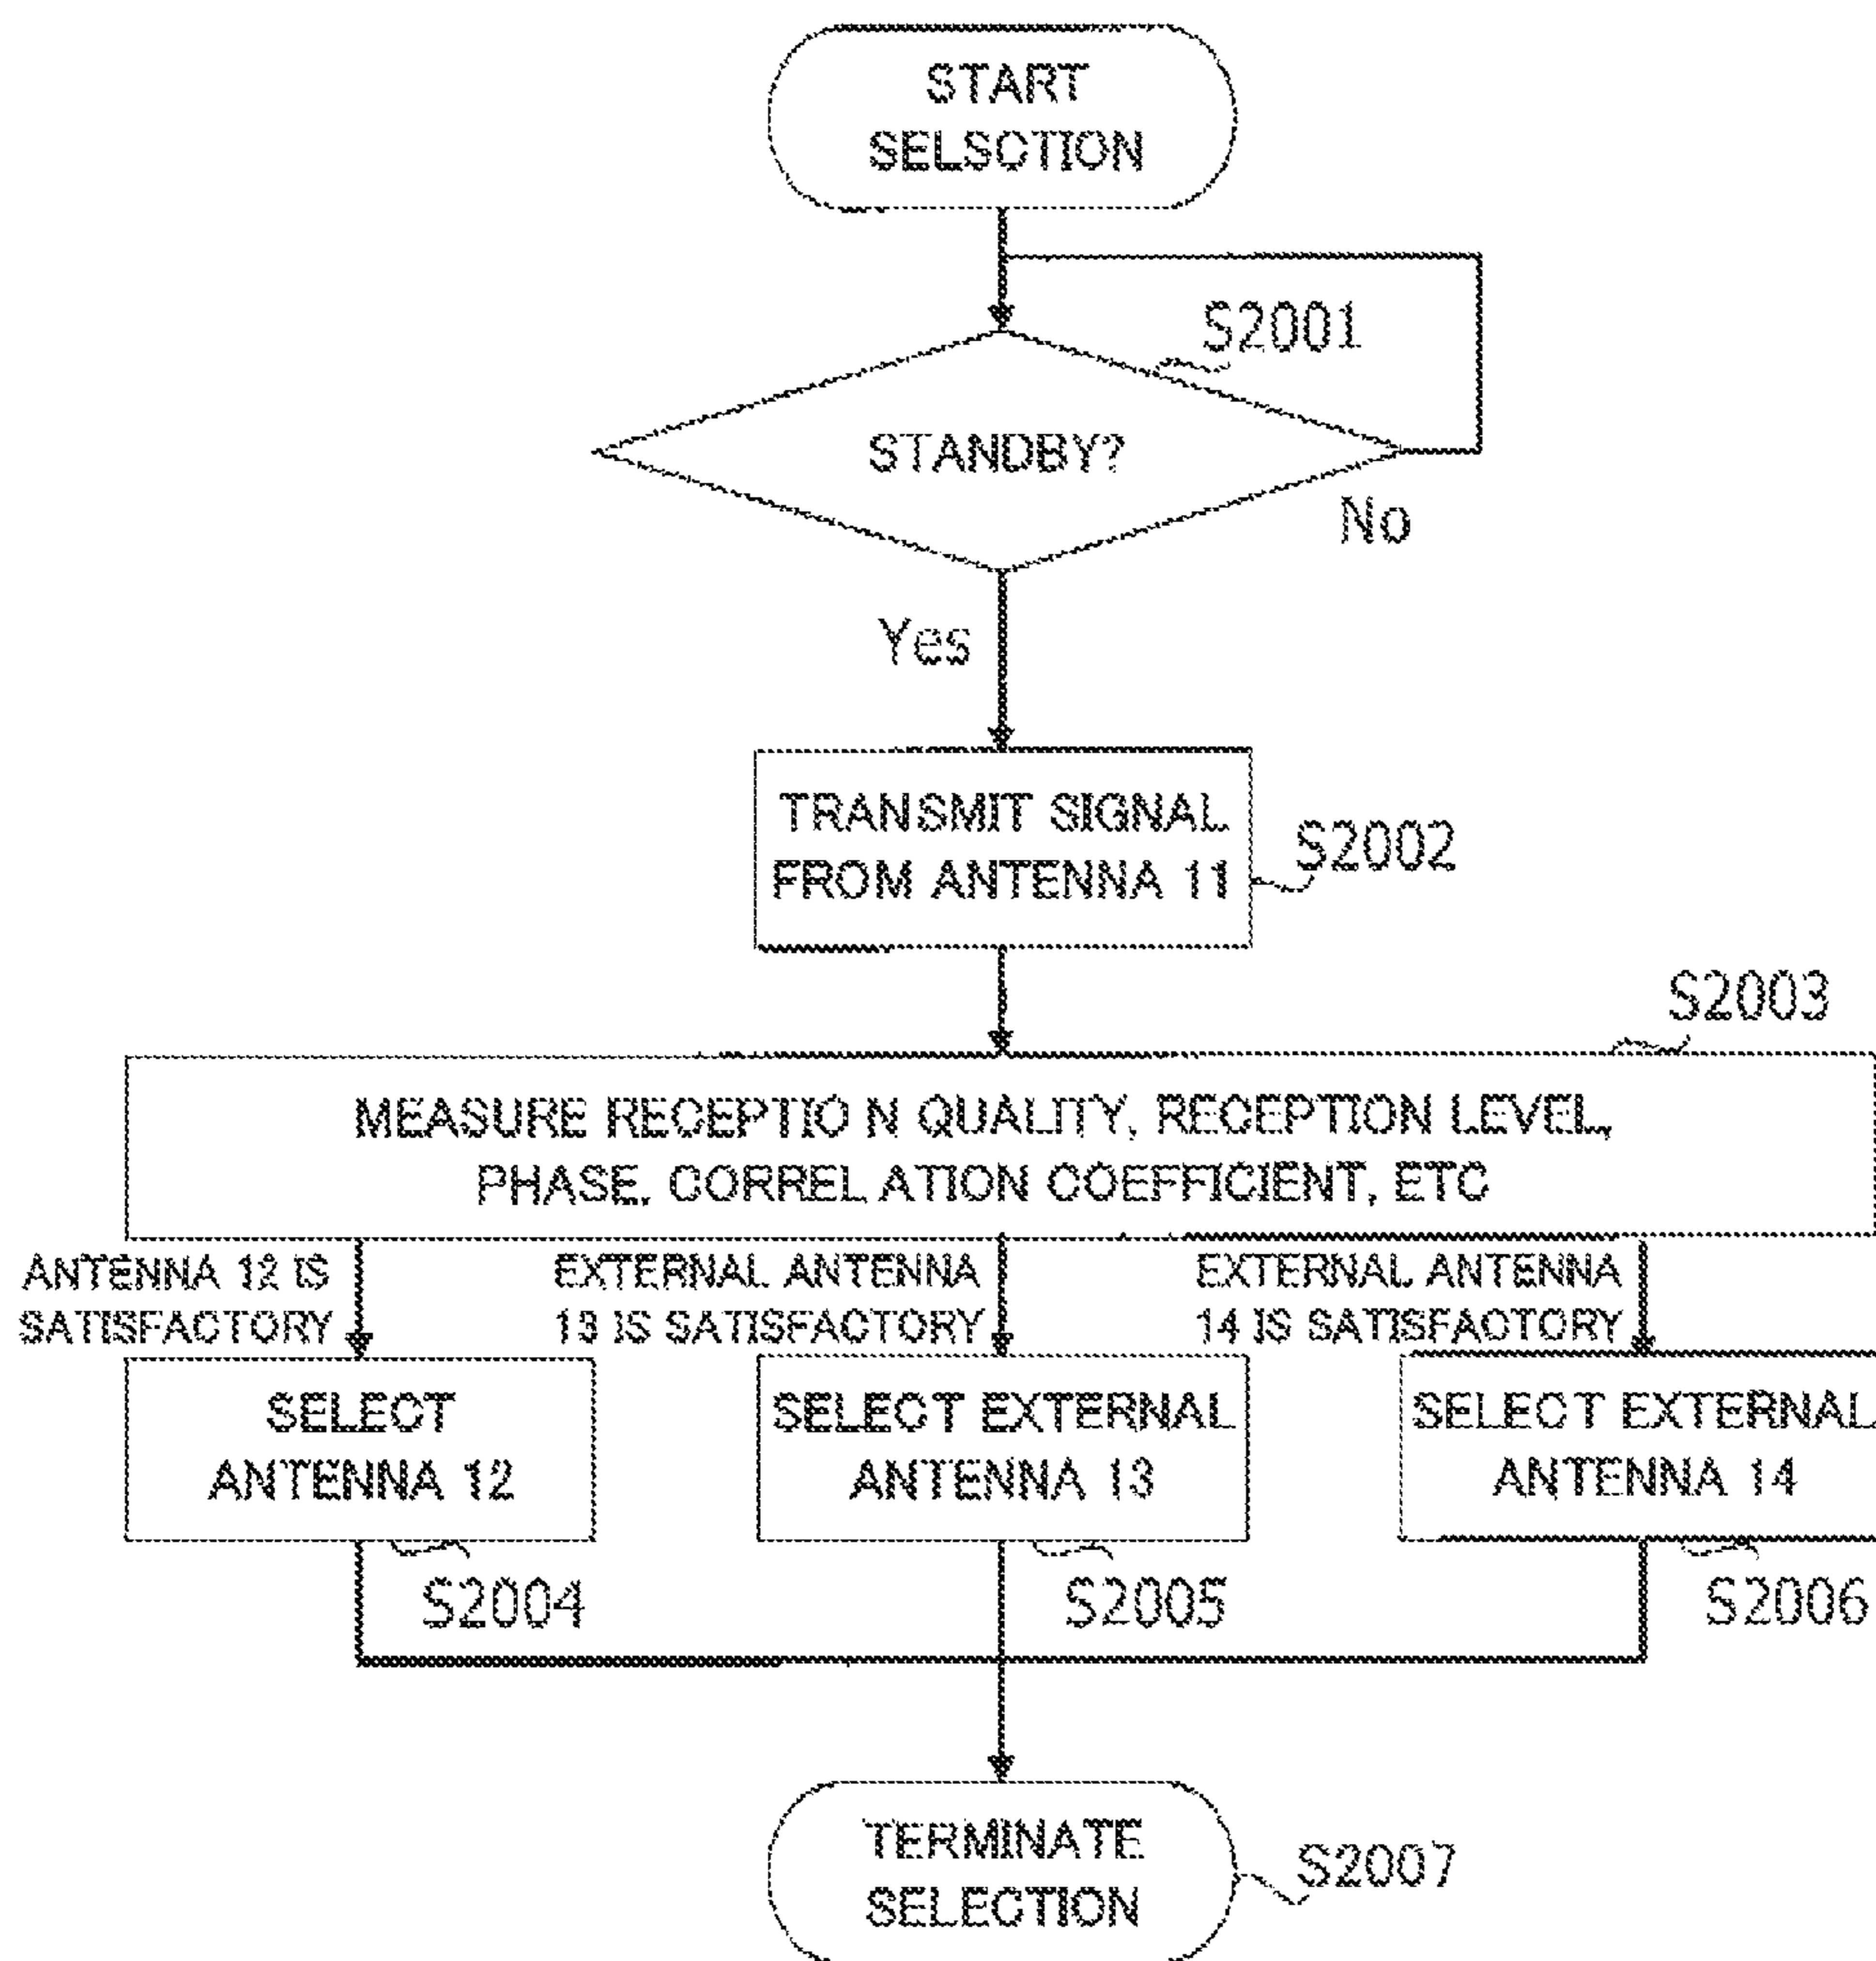 START
SELSCTION
S2001
STANDBY?
No
Yes
TRANSMIT SIGNAL
FROM ANTENNA 11
S2002
S2003
MEASURE RECEPTIO N QUALITY, RECEPTION LEVEL,
PHASE, CORREL ATION COEFFICIENT, ETC
ANTENNA 12 IS
SATISFACTORY
EXTERNAL ANTENNA
13 IS SATISFACTORY
EXTERNAL ANTENNA
14 IS SATISFACTORY
SELECT
ANTENNA 12
SELECT EXTERNAL
ANTENNA 13
SELECT EXTERNAL
ANTENNA 14
S2004
S2005
S2006
TERMINATE
SELECTION
S2007